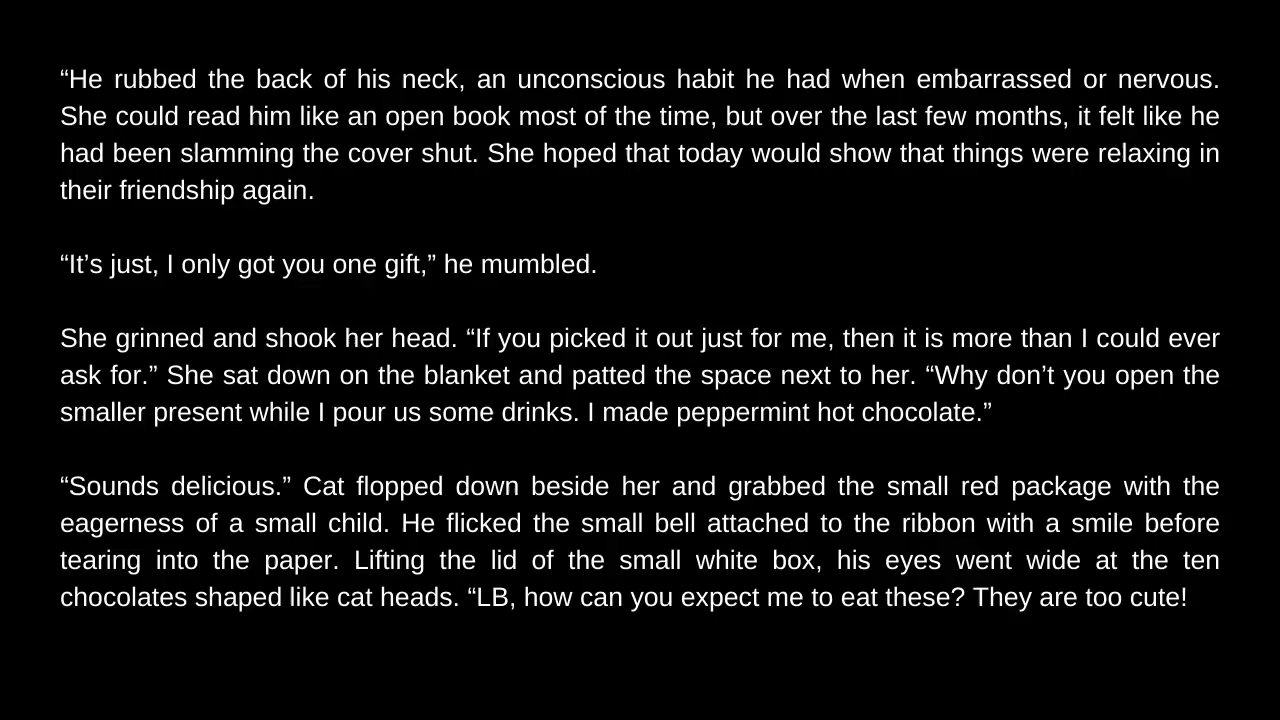 “He rubbed the back of his neck, an unconscious habit he had when embarrassed or nervous.
She could read him like an open book most of the time, but over the last few months, it felt like he
had been slamming the cover shut. She hoped that today would show that things were relaxing in
their friendship again.
“It’s just, I only got you one gift,” he mumbled.
She grinned and shook her head. “If you picked it out just for me, then it is more than I could ever
ask for.” She sat down on the blanket and patted the space next to her. “Why don’t you open the
smaller present while I pour us some drinks. I made peppermint hot chocolate.”
“Sounds delicious.” Cat flopped down beside her and grabbed the small red package with the
eagerness of a small child. He flicked the small bell attached to the ribbon with a smile before
tearing into the paper. Lifting the lid of the small white box, his eyes went wide at the ten
chocolates shaped like cat heads. “LB, how can you expect me to eat these? They are too cute!